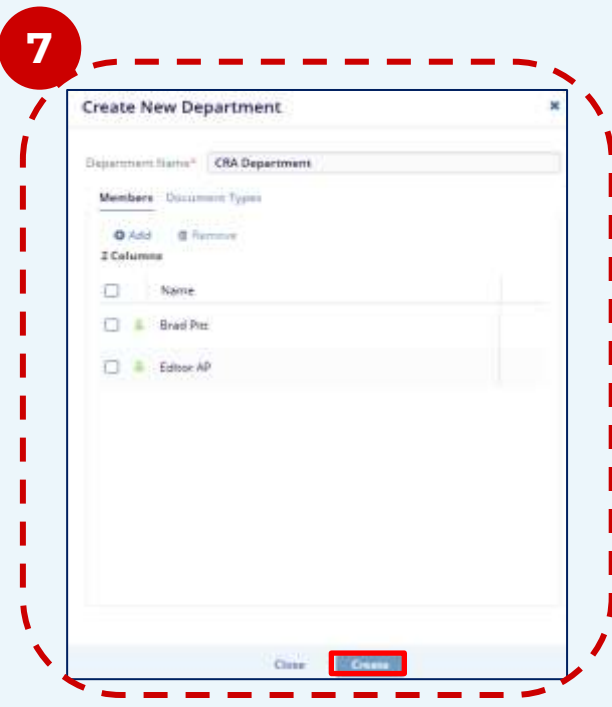 7
Create New Department
Department Name* CRA Department
Members Document Types
Add Remove
2 Columns
Name
Brad Pitt
Editor AP
Close Create